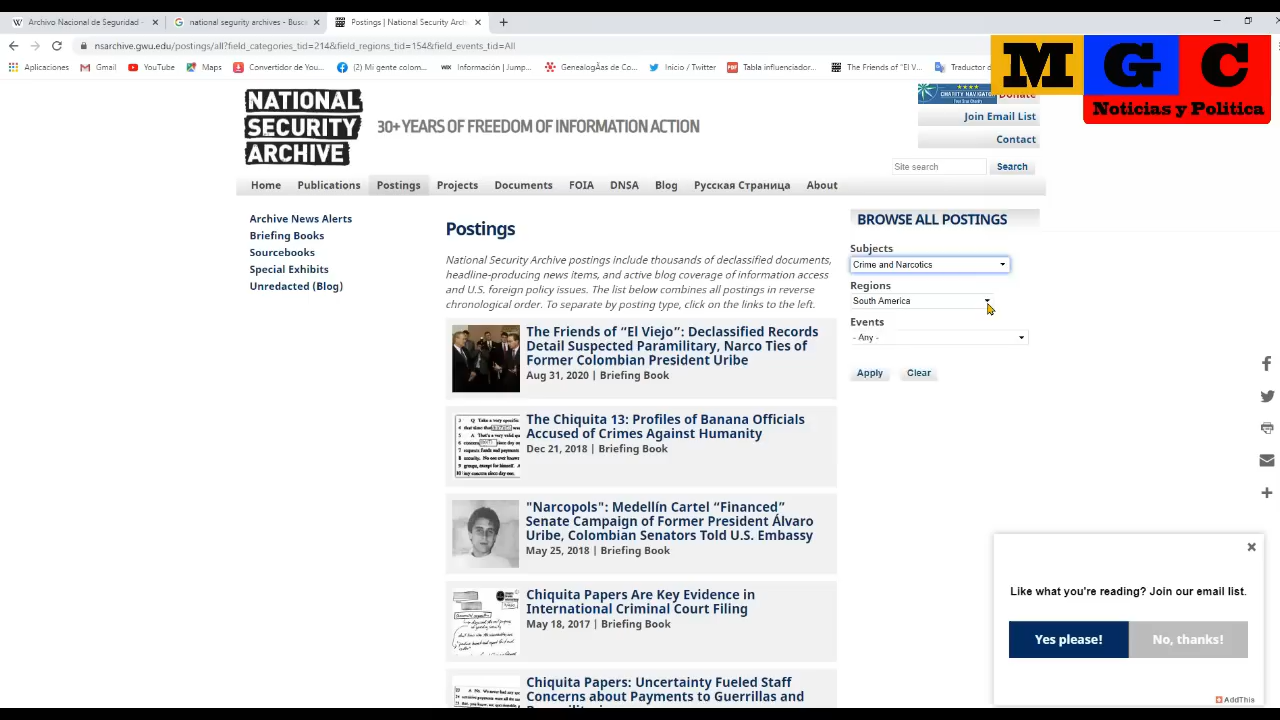 Archivo Nacional de Seguridad -
national segurity archives - Busc
Postings | National Security Arch
nsarchive.gwu.edu/postings/all?field_categories_tid=214&field_regions_tid=154&field_events_tid=All
Aplicaciones
Gmail
YouTube
Maps
Convertidor de You...
(2) Mi gente colom...
Información | Jump...
GenealogÃas de Co...
Inicio / Twitter
Tabla influenciador...
The Friends of “El V...
Traductor d
M G C
Noticias y Politica
NATIONAL
SECURITY
ARCHIVE
30+ YEARS OF FREEDOM OF INFORMATION ACTION
CHARITY NAVIGATOR
Donate
Join Email List
Contact
Site search
Search
Home
Publications
Postings
Projects
Documents
FOIA
DNSA
Blog
Русская Страница
About
Archive News Alerts
Briefing Books
Sourcebooks
Special Exhibits
Unredacted (Blog)
Postings
National Security Archive postings include thousands of declassified documents,
headline-producing news items, and active blog coverage of information access
and U.S. foreign policy issues. The list below combines all postings in reverse
chronological order. To separate by posting type, click on the links to the left.
The Friends of “El Viejo”: Declassified Records
Detail Suspected Paramilitary, Narco Ties of
Former Colombian President Uribe
Aug 31, 2020 | Briefing Book
The Chiquita 13: Profiles of Banana Officials
Accused of Crimes Against Humanity
Dec 21, 2018 | Briefing Book
"Narcopols": Medellín Cartel “Financed”
Senate Campaign of Former President Álvaro
Uribe, Colombian Senators Told U.S. Embassy
May 25, 2018 | Briefing Book
Chiquita Papers Are Key Evidence in
International Criminal Court Filing
May 18, 2017 | Briefing Book
Chiquita Papers: Uncertainty Fueled Staff
Concerns about Payments to Guerrillas and
BROWSE ALL POSTINGS
Subjects
Crime and Narcotics
Regions
South America
Events
- Any -
Apply
Clear
Like what you're reading? Join our email list.
Yes please!
No, thanks!
AddThis